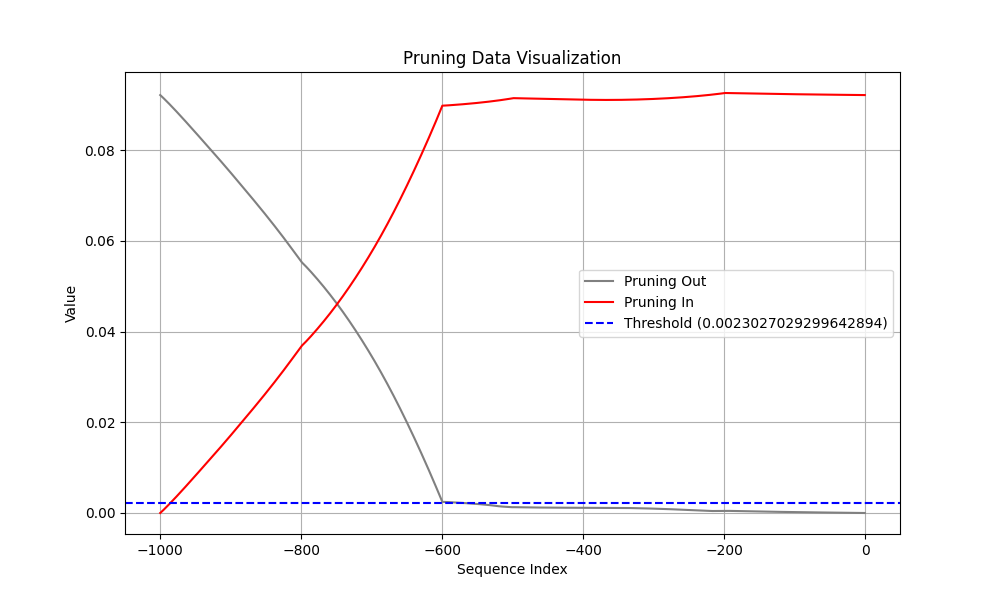 Pruning Data Visualization
0.08
0.06
0.04
0.02
0.00
Value
Pruning Out
Pruning In
Threshold (0.0023027029299642894)
−1000 −800 −600 −400 −200 0
Sequence Index